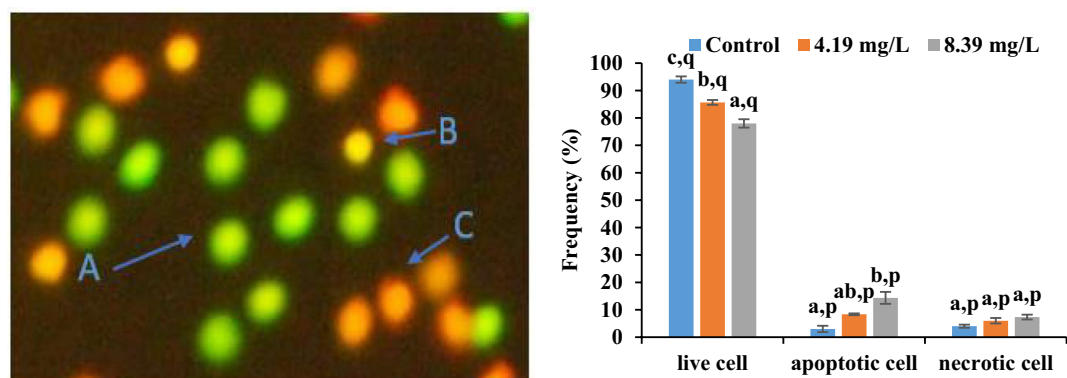 A
B
C
Control 4.19 mg/L 8.39 mg/L
Frequency (%)
100
90
80
70
60
50
40
30
20
10
0
c,q b,q a,q
a,p ab,p b,p
a,p a,p a,p
live cell apoptotic cell necrotic cell